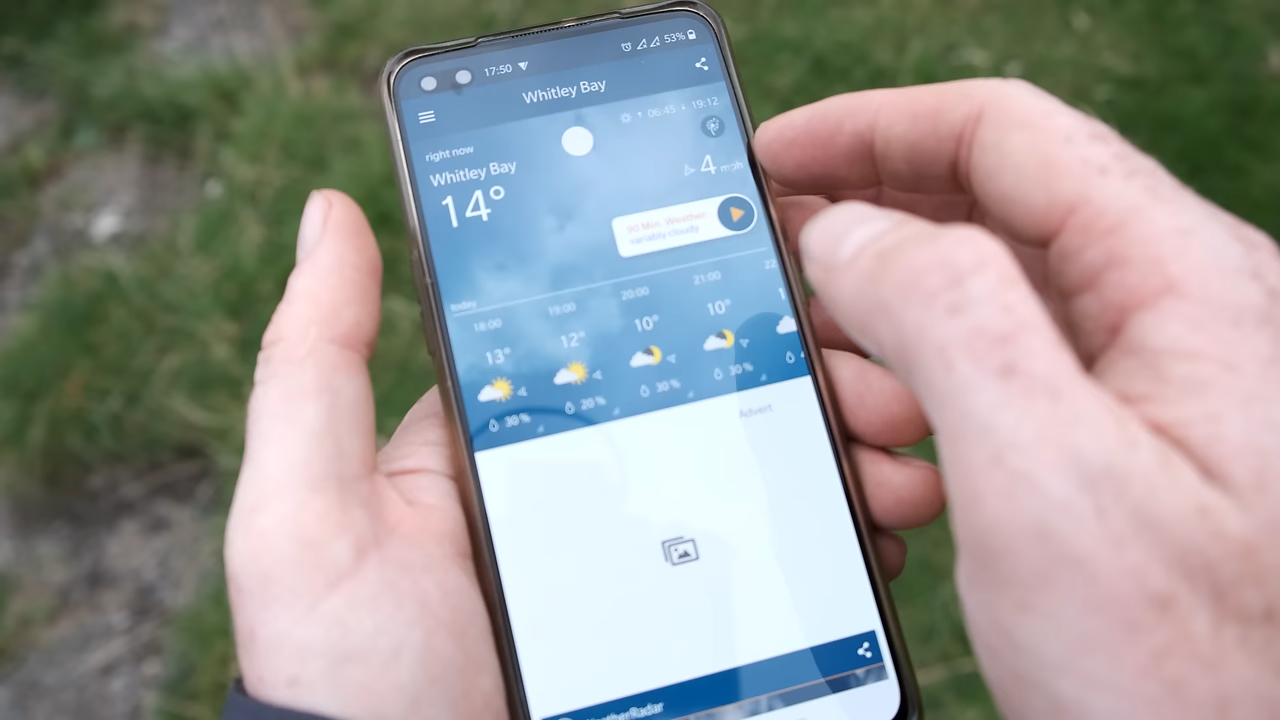 17:50 53%
Whitley Bay
06:45 19:12
right now
Whitley Bay
14°
4 mph
90 Min. Weather
variably cloudy
today
18:00 19:00 20:00 21:00 22
13° 12° 10° 10° 1
30 % 20 % 30 % 30 %
Advert
WeatherRadar